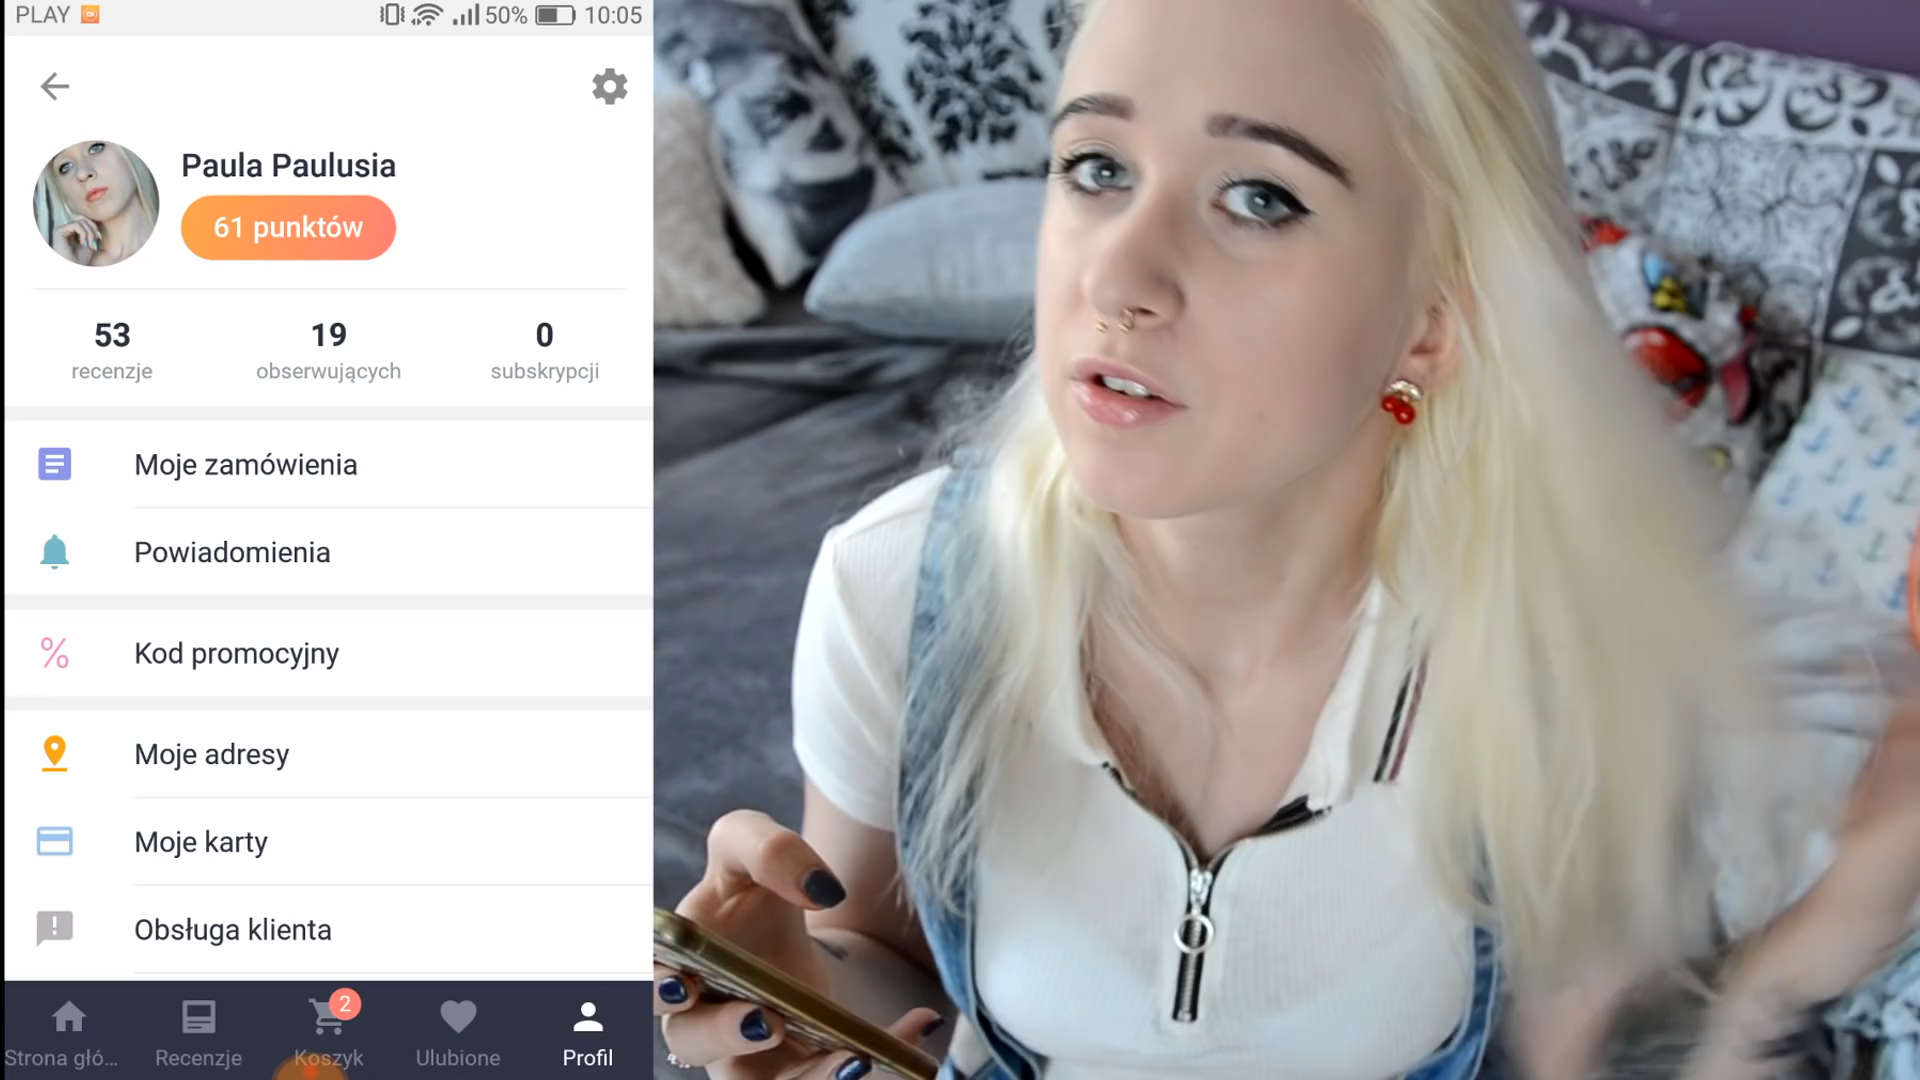 PLAY 50% 10:05
Paula Paulusia
61 punktów
53 19 0
recenzje obserwujących subskrypcji
Moje zamówienia
Powiadomienia
% Kod promocyjny
Moje adresy
Moje karty
Obsługa klienta
2
Strona głó... Recenzje Koszyk Ulubione Profil